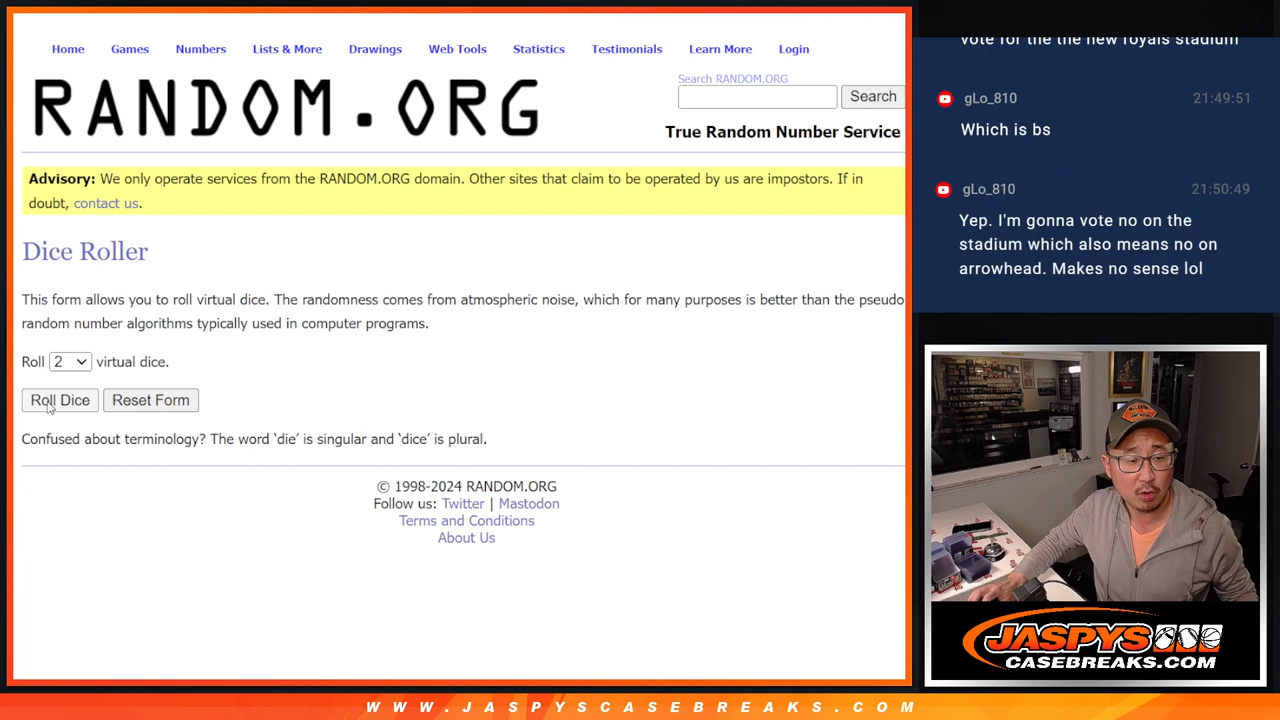 Home Games Numbers Lists & More Drawings Web Tools Statistics Testimonials Learn More Login
RANDOM.ORG
Search RANDOM.ORG
Search
True Random Number Service
Advisory: We only operate services from the RANDOM.ORG domain. Other sites that claim to be operated by us are impostors. If in
doubt, contact us.
Dice Roller
This form allows you to roll virtual dice. The randomness comes from atmospheric noise, which for many purposes is better than the pseudo
random number algorithms typically used in computer programs.
Roll 2 virtual dice.
Roll Dice Reset Form
Confused about terminology? The word ‘die’ is singular and ‘dice’ is plural.
© 1998-2024 RANDOM.ORG
Follow us: Twitter | Mastodon
Terms and Conditions
About Us
vote for the the new royals stadium
gLo_810 21:49:51
Which is bs
gLo_810 21:50:49
Yep. I'm gonna vote no on the
stadium which also means no on
arrowhead. Makes no sense lol
JASPYS
CASEBREAKS.COM
WWW.JASPYSCASEBREAKS.COM